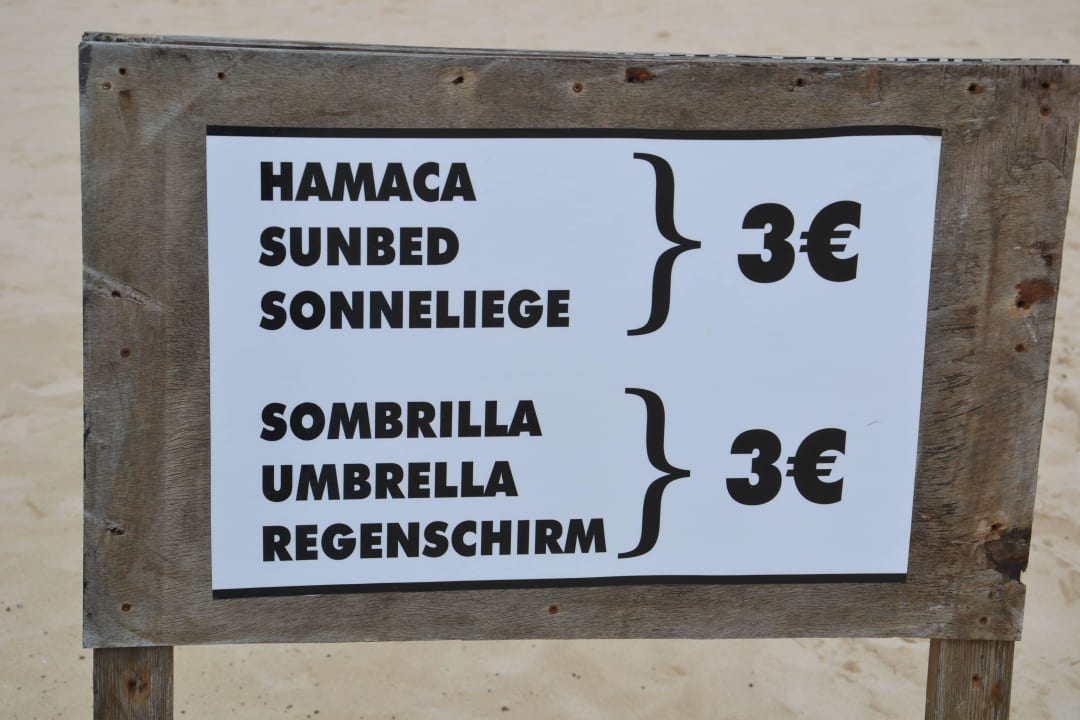 HAMACA
SUNBED
SONNELIEGE
3€
SOMBRILLA
UMBRELLA
REGENSCHIRM
3€